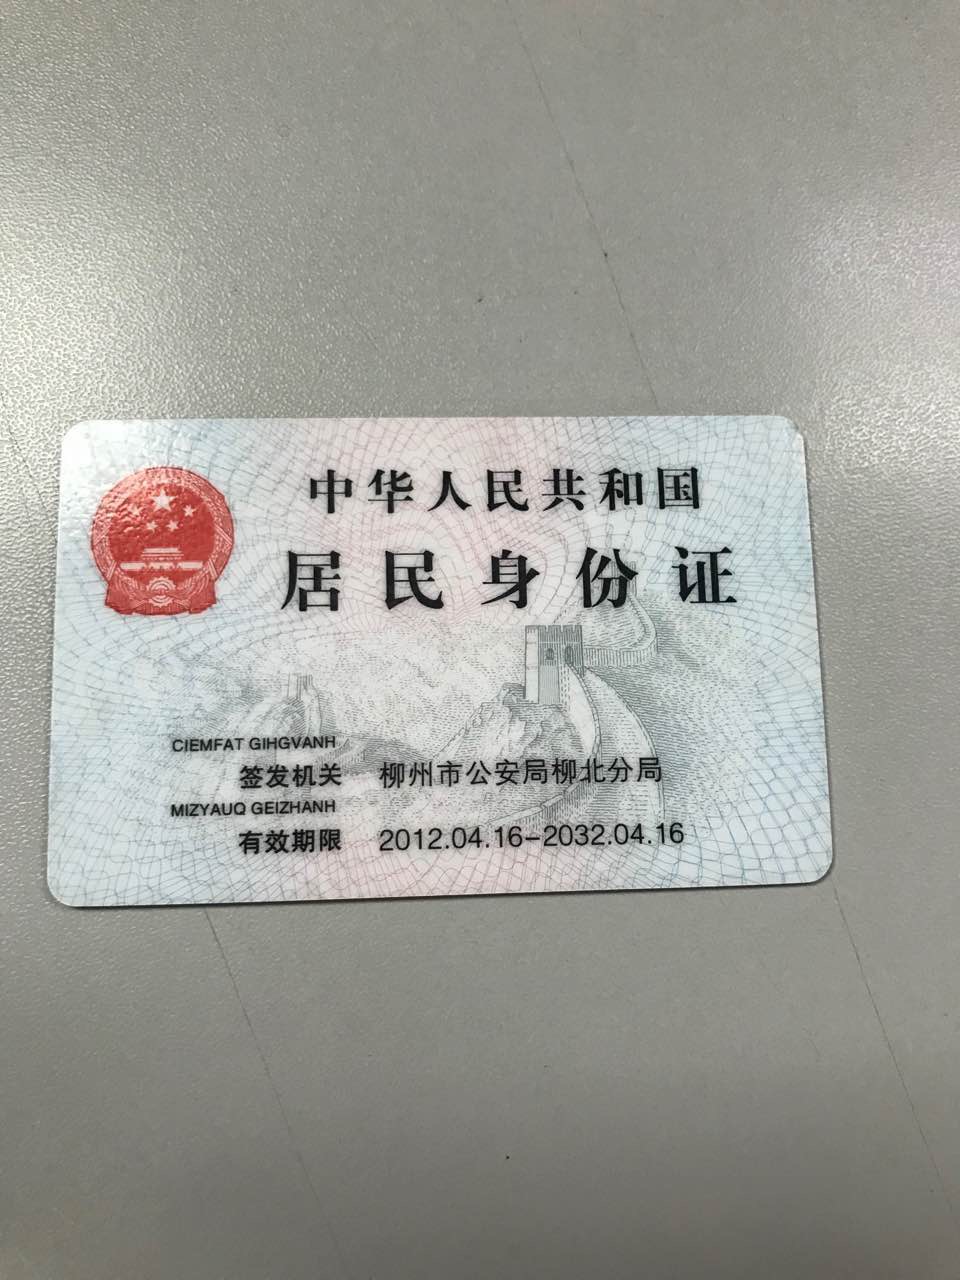 中华人民共和国
居民身份证
CIEMFAT GIHGVANH
签发机关 柳州市公安局柳北分局
MIZYAUQ GEIZHANH
有效期限 2012.04.16-2032.04.16